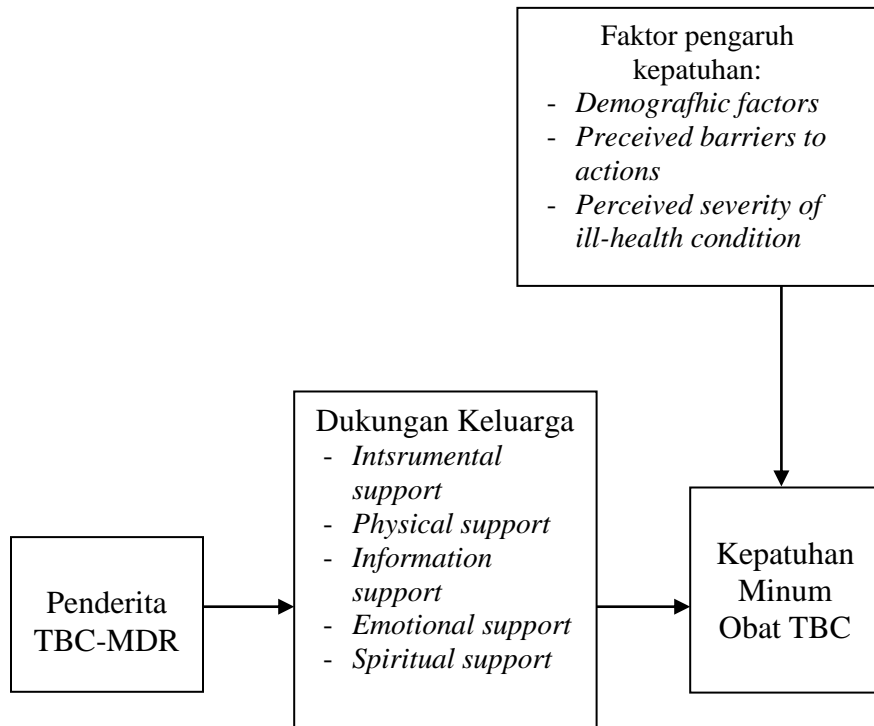 Faktor pengaruh
kepatuhan:
- Demografhic factors
- Preceived barriers to
actions
- Perceived severity of
ill-health condition
Dukungan Keluarga
- Intsrumental
support
- Physical support
- Information
support
- Emotional support
- Spiritual support
Penderita
TBC-MDR
Kepatuhan
Minum
Obat TBC